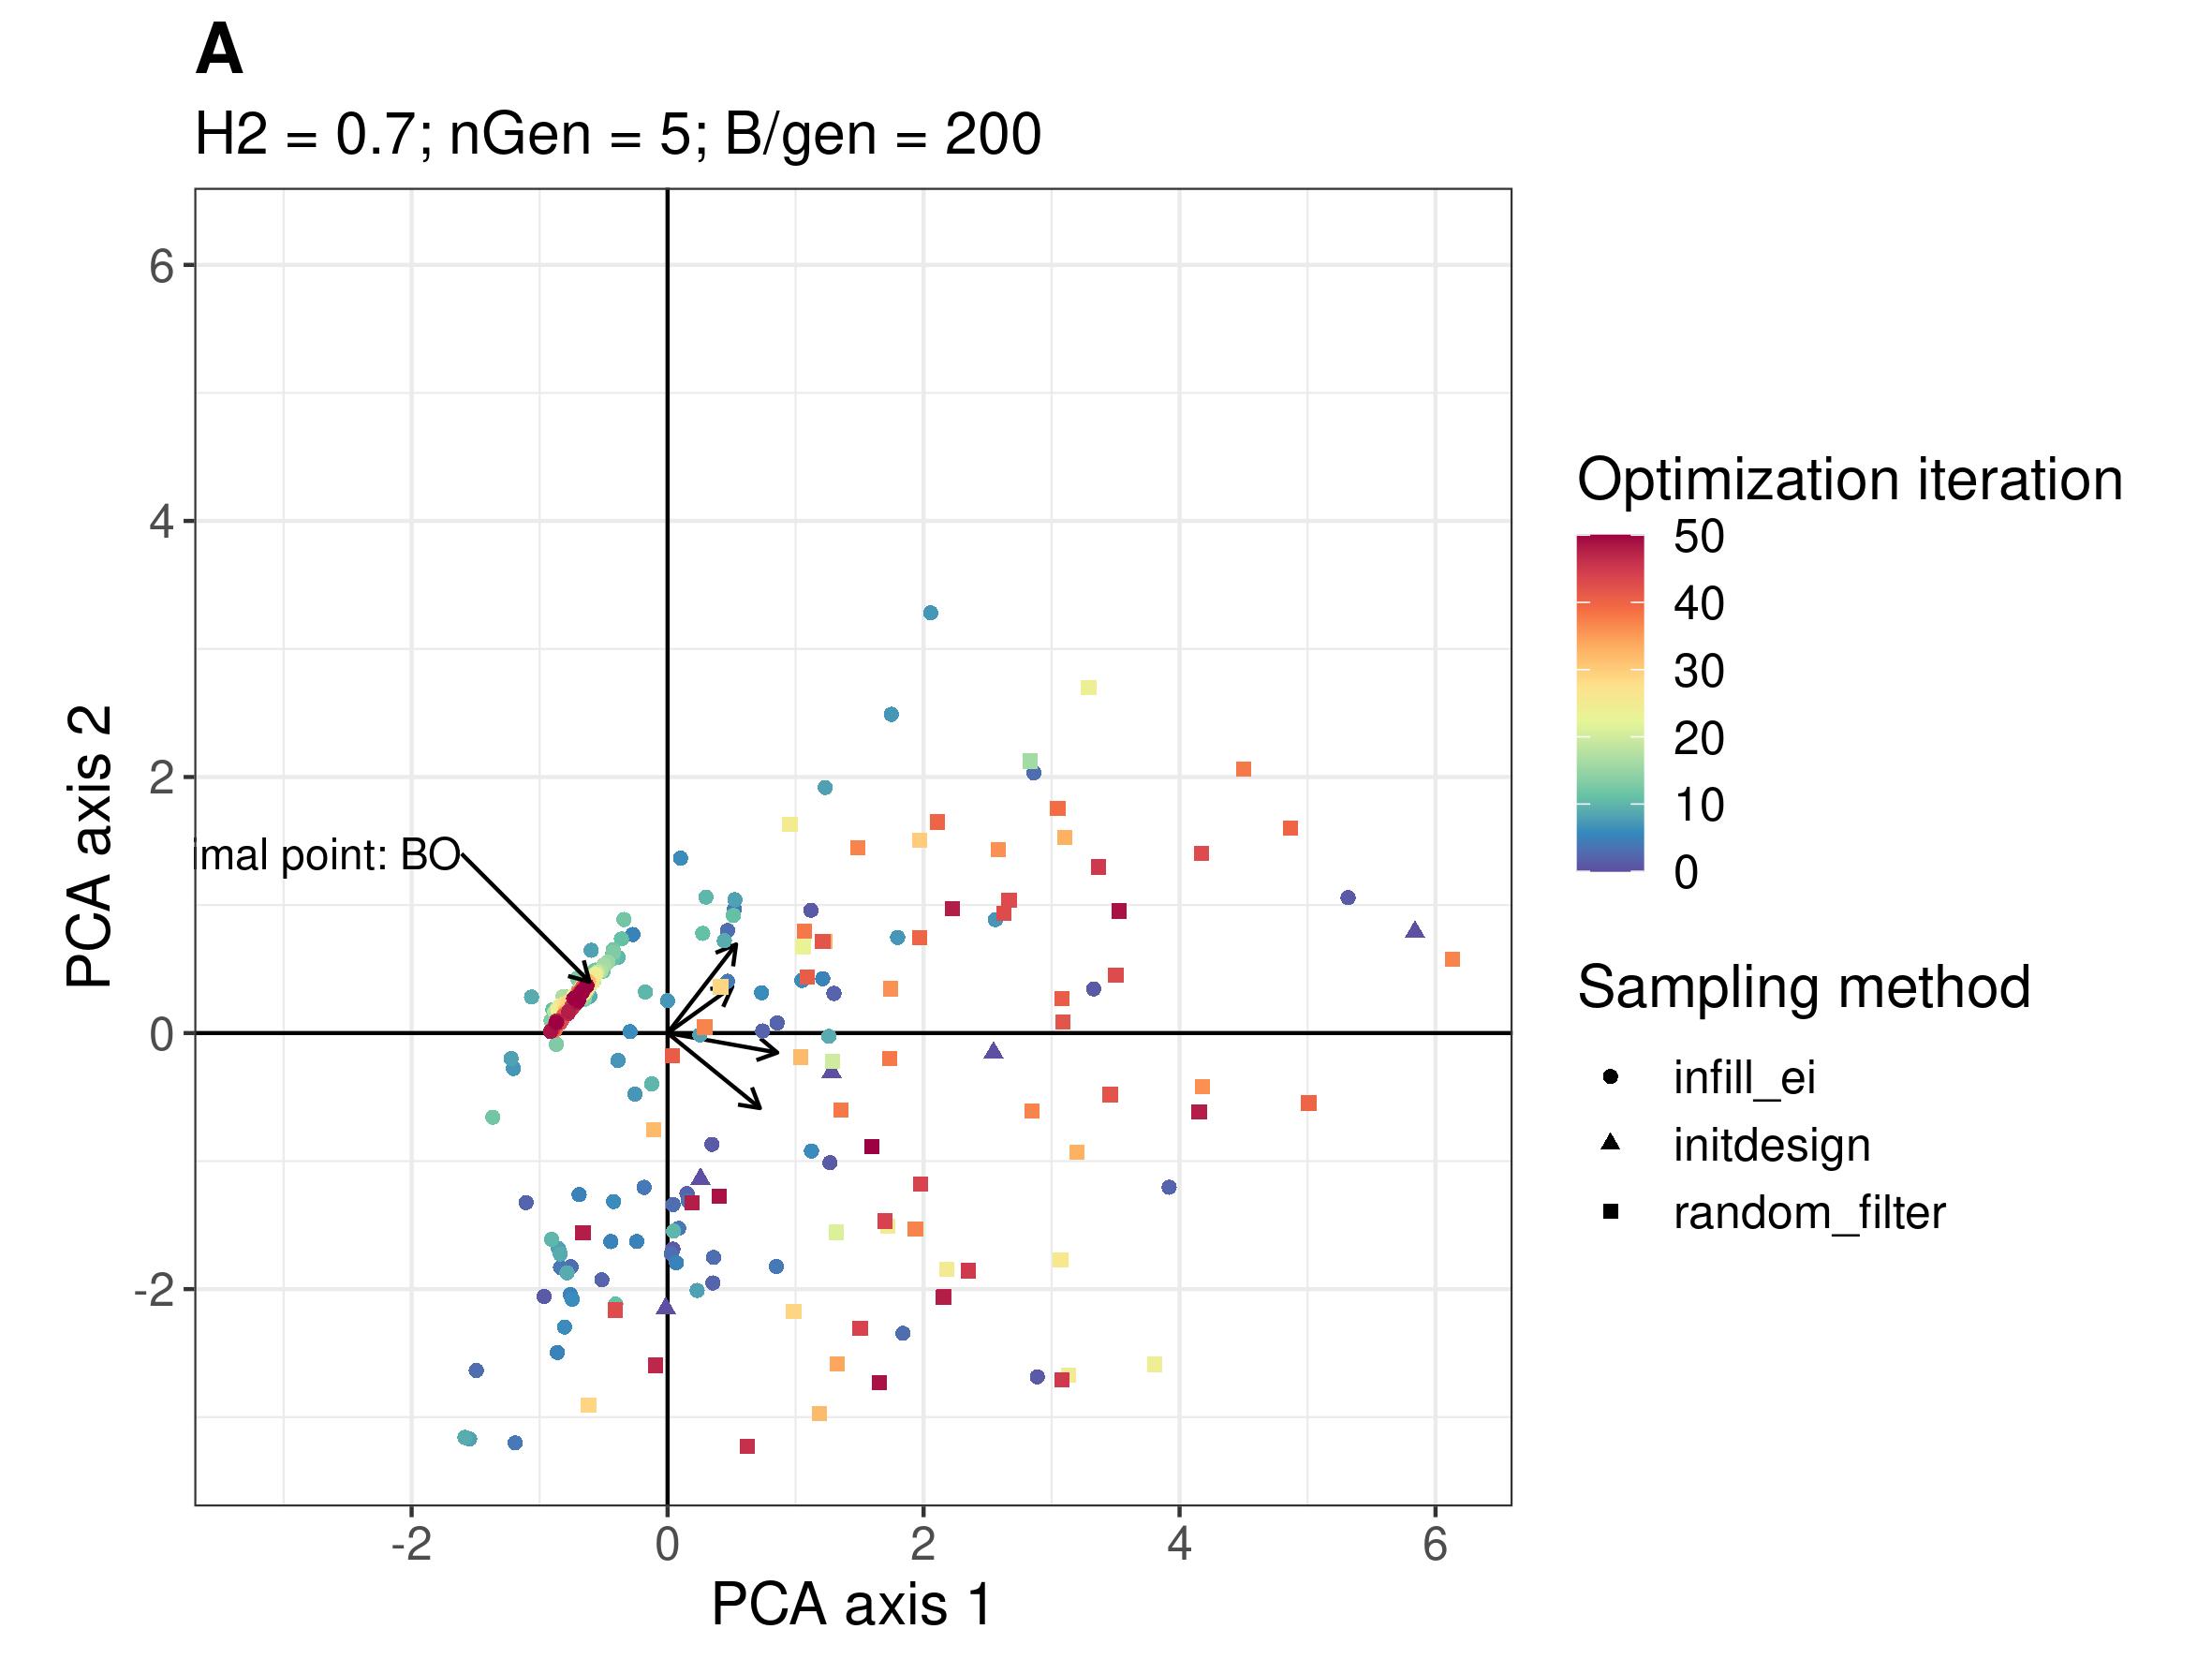 A
H2 = 0.7; nGen = 5; B/gen = 200
6
4
2
0
-2
PCA axis 2
imal point: BO
-2
0
2
4
6
PCA axis 1
Optimization iteration
50
40
30
20
10
0
Sampling method
infill_ei
initdesign
random_filter